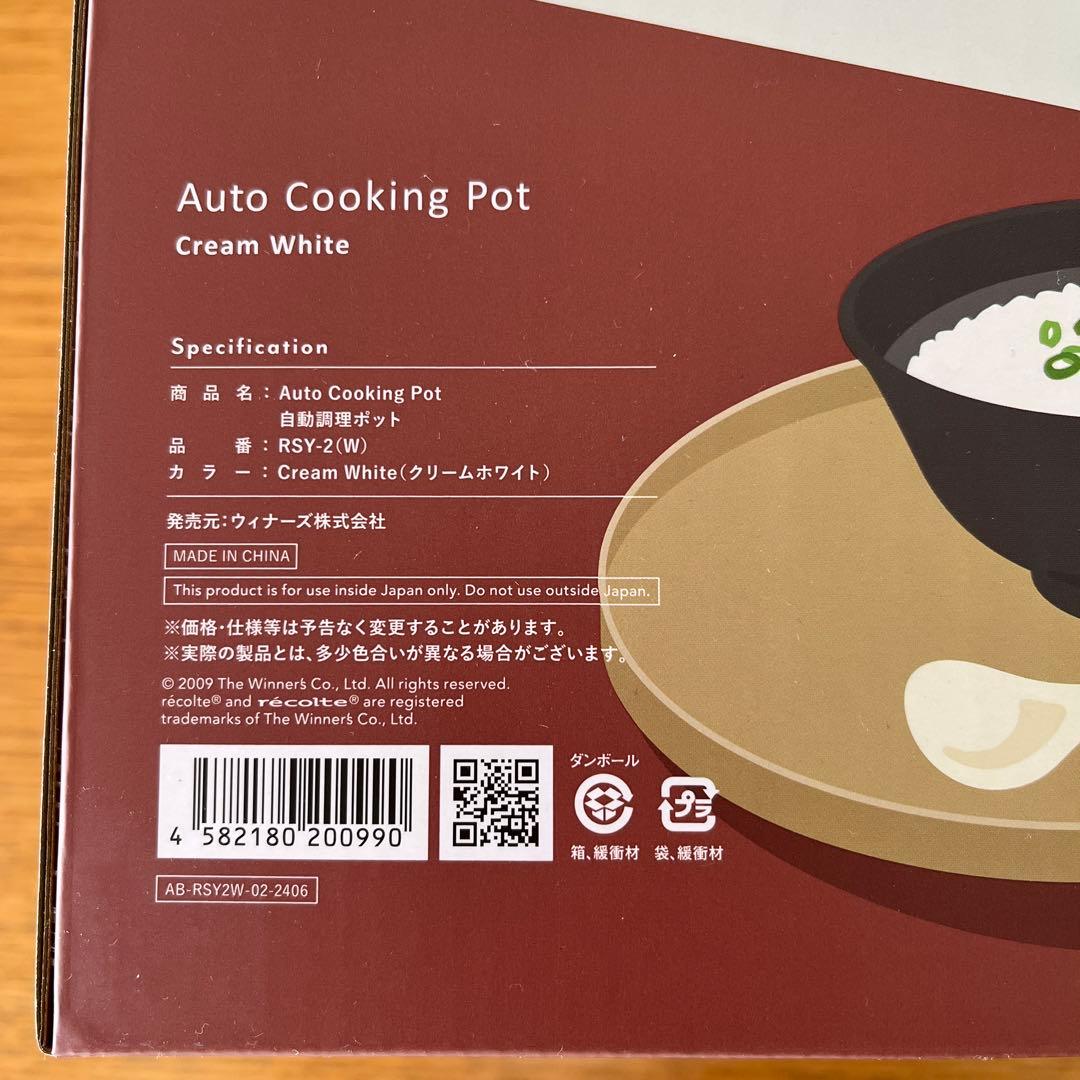 Auto Cooking Pot
Cream White
Specification
商品名：Auto Cooking Pot
自動調理ポット
品番：RSY-2（W）
カラー：Cream White（クリームホワイト）
発売元：ウィナーズ株式会社
MADE IN CHINA
This product is for use inside Japan only. Do not use outside Japan.
※価格・仕様等は予告なく変更することがあります。
※実際の製品とは、多少色合いが異なる場合がございます。
© 2009 The Winner's Co., Ltd. All rights reserved.
récolte® and récolte® are registered
trademarks of The Winner's Co., Ltd.
4 582180 200990
ダンボール
プラ
箱、緩衝材 袋、緩衝材
AB-RSY2W-02-2406